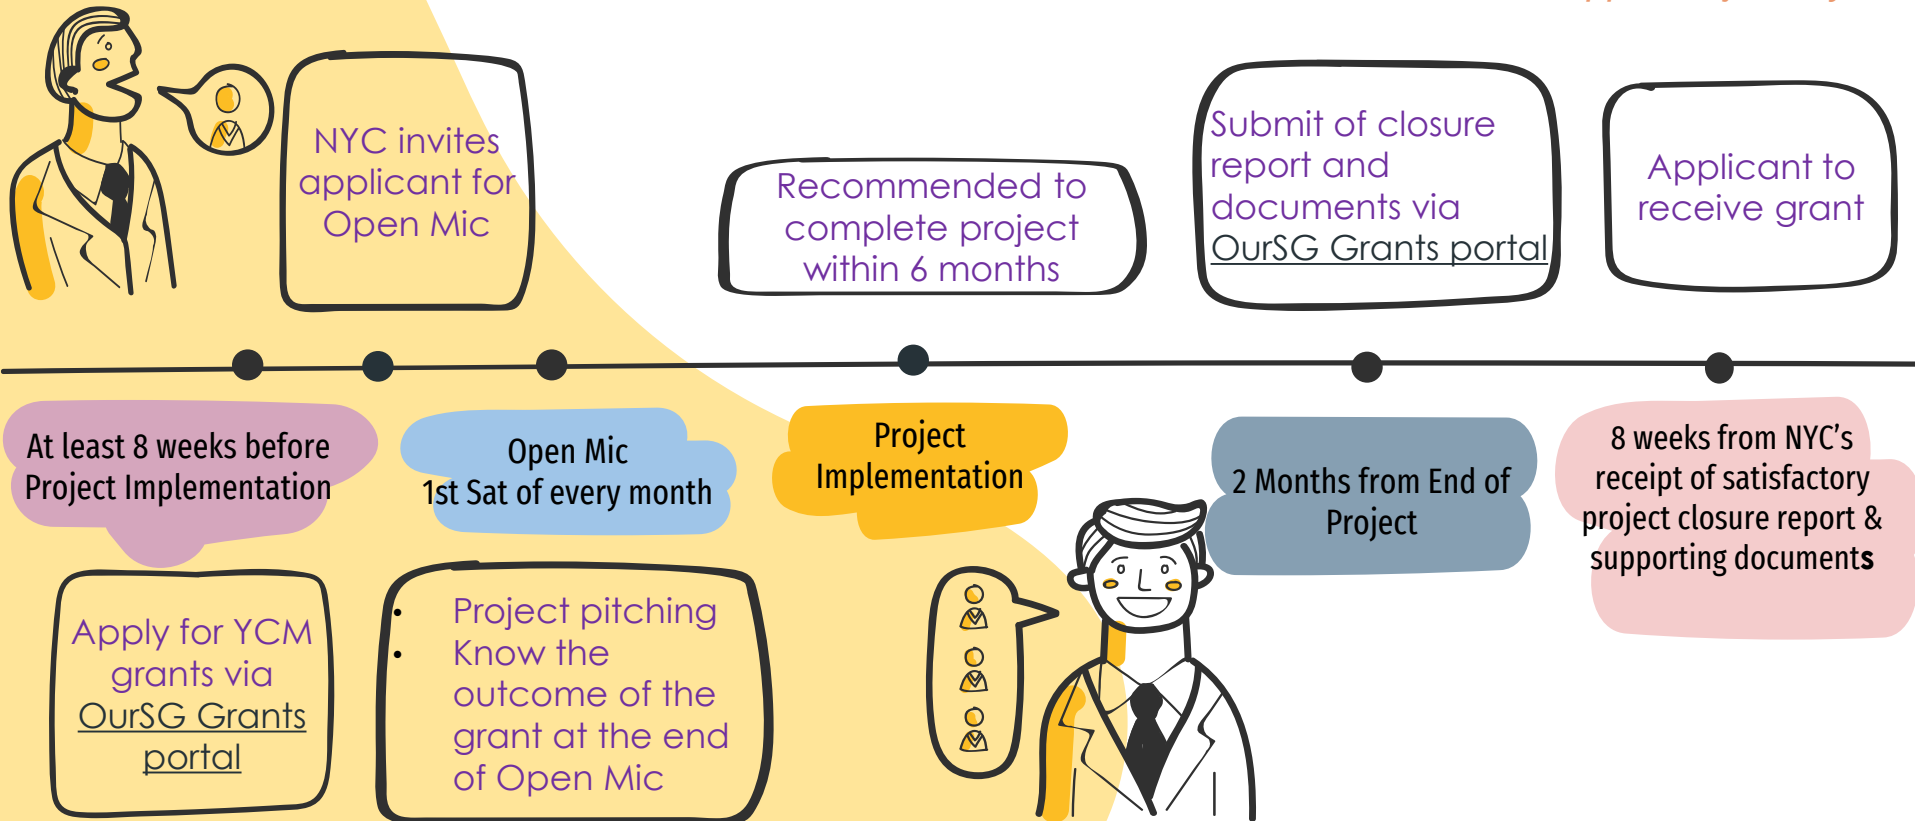 NYC invites
applicant for
Open Mic
Recommended to
complete project
within 6 months
Submit of closure
report and
documents via
OurSG Grants portal
Applicant to
receive grant
At least 8 weeks before
Project Implementation
Open Mic
1st Sat of every month
Project
Implementation
2 Months from End of
Project
8 weeks from NYC’s
receipt of satisfactory
project closure report &
supporting documents
Apply for YCM
grants via
OurSG Grants
portal
• Project pitching
• Know the
outcome of the
grant at the end
of Open Mic